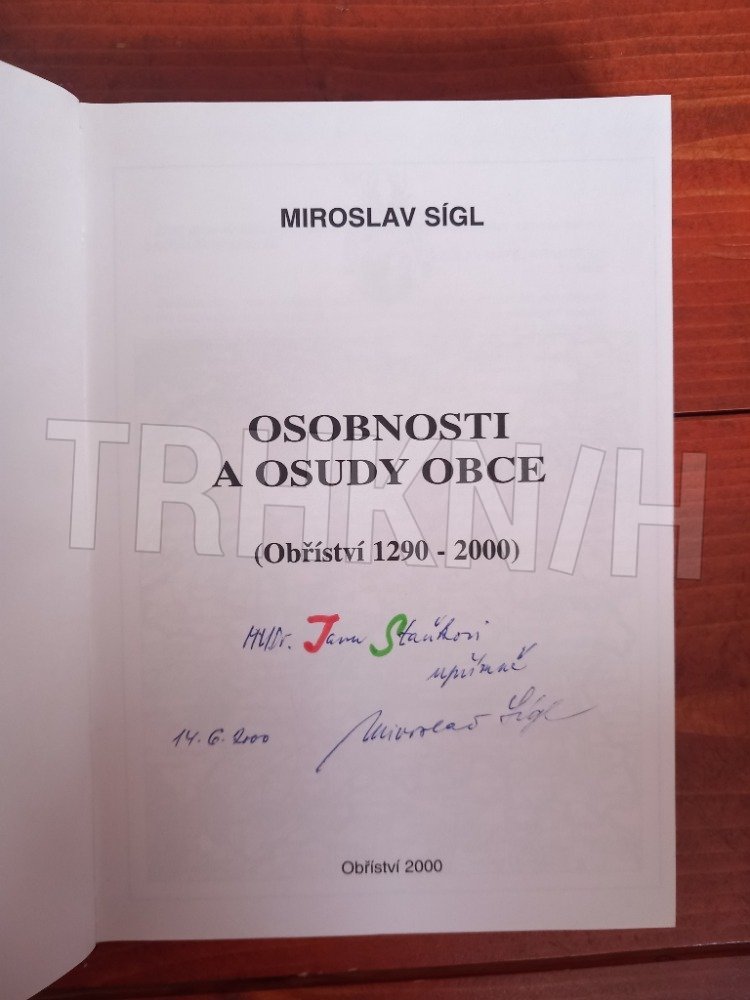 MIROSLAV SÍGL
OSOBNOSTI
A OSUDY OBCE
TRHKNIH
(Obříství 1290 - 2000)
MUDr. Janu Staňkovi
upřímně
14. 6. 2000 Miroslav Sígl
Obříství 2000